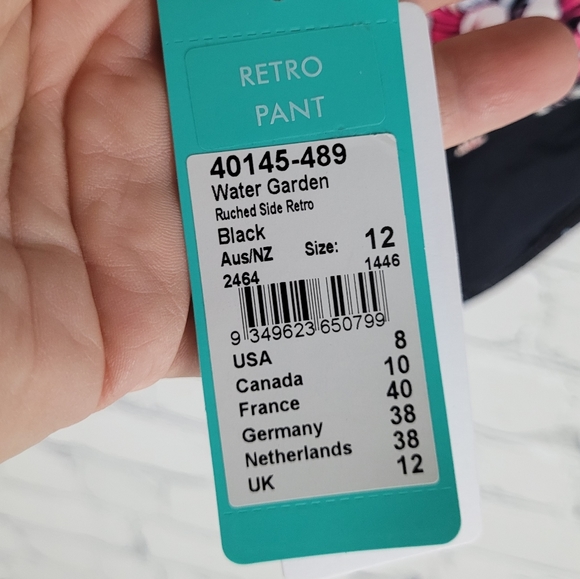 RETRO
PANT
40145-489
Water Garden
Ruched Side Retro
Black
Aus/NZ Size: 12
2464 1446
9 349623 650799
USA 8
Canada 10
France 40
Germany 38
Netherlands 38
UK 12